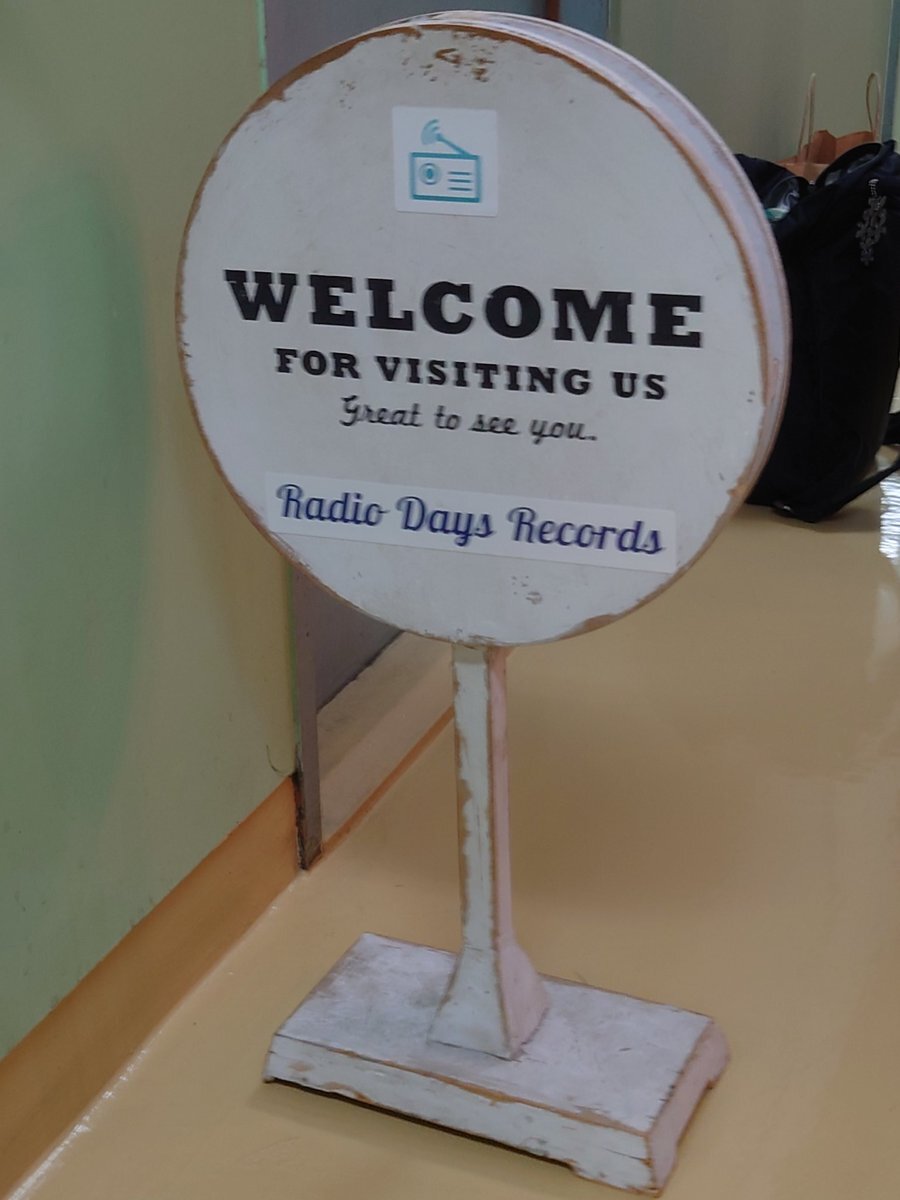 WELCOME
FOR VISITING US
Great to see you.
Radio Days Records